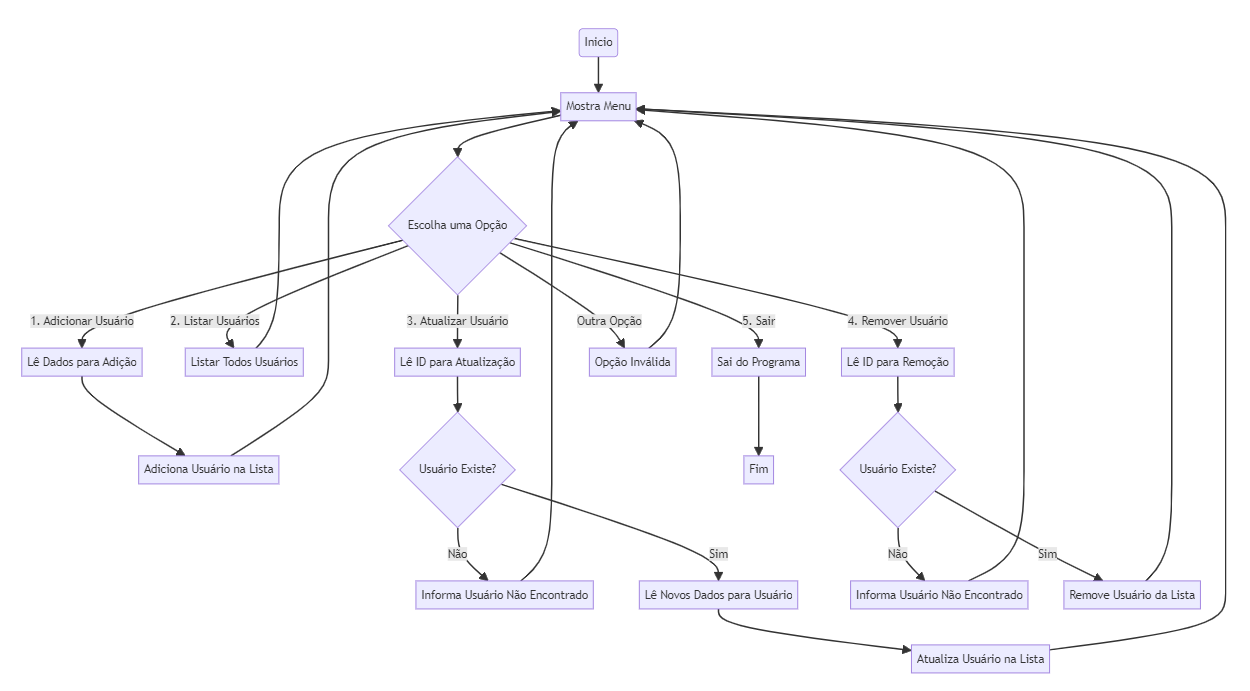 Inicio
Mostra Menu
Escolha uma Opção
1. Adicionar Usuário
2. Listar Usuários
3. Atualizar Usuário
Outra Opção
5. Sair
4. Remover Usuário
Lê Dados para Adição
Listar Todos Usuários
Lê ID para Atualização
Opção Inválida
Sai do Programa
Lê ID para Remoção
Adiciona Usuário na Lista
Usuário Existe?
Fim
Usuário Existe?
Não
Sim
Não
Sim
Informa Usuário Não Encontrado
Lê Novos Dados para Usuário
Informa Usuário Não Encontrado
Remove Usuário da Lista
Atualiza Usuário na Lista